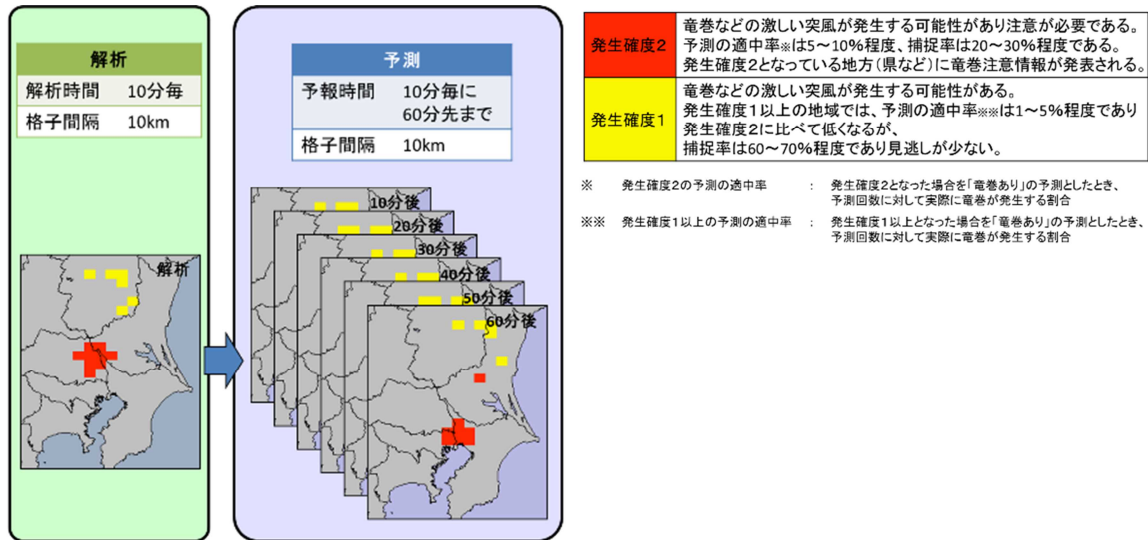 解析
解析時間 10分毎
格子間隔 10km
解析
予測
予報時間 10分毎に
60分先まで
格子間隔 10km
10分後
20分後
30分後
40分後
50分後
60分後
発生確度2
竜巻などの激しい突風が発生する可能性があり注意が必要である。
予測の適中率※は5～10%程度、捕捉率は20～30%程度である。
発生確度2となっている地方(県など)に竜巻注意情報が発表される。
発生確度1
竜巻などの激しい突風が発生する可能性がある。
発生確度1以上の地域では、予測の適中率※※は1～5%程度であり
発生確度2に比べて低くなるが、
捕捉率は60～70%程度であり見逃しが少ない。
※ 発生確度2の予測の適中率 : 発生確度2となった場合を「竜巻あり」の予測としたとき、
予測回数に対して実際に竜巻が発生する割合
※※ 発生確度1以上の予測の適中率 : 発生確度1以上となった場合を「竜巻あり」の予測としたとき、
予測回数に対して実際に竜巻が発生する割合